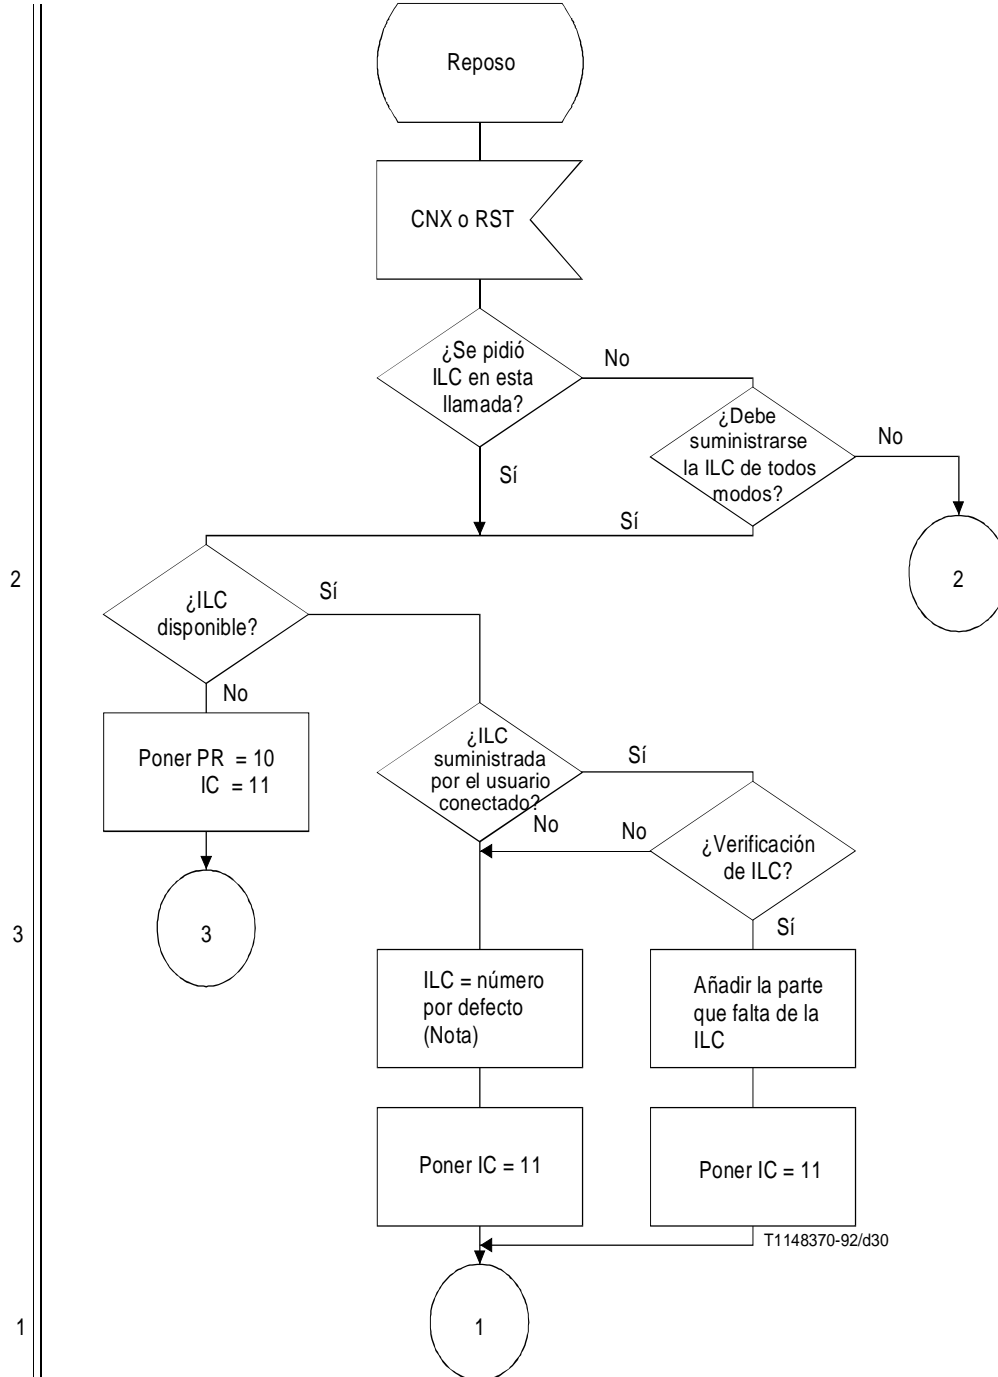 Reposo
CNX o RST
¿Se pidió
ILC en esta
llamada?
No
Sí
¿Debe
suministrarse
la ILC de todos
modos?
No
Sí
2
2
¿ILC
disponible?
Sí
No
Poner PR = 10
IC = 11
¿ILC
suministrada
por el usuario
conectado?
Sí
No
No
¿Verificación
de ILC?
Sí
3
3
ILC = número
por defecto
(Nota)
Añadir la parte
que falta de la
ILC
Poner IC = 11
Poner IC = 11
T1148370-92/d30
1
1